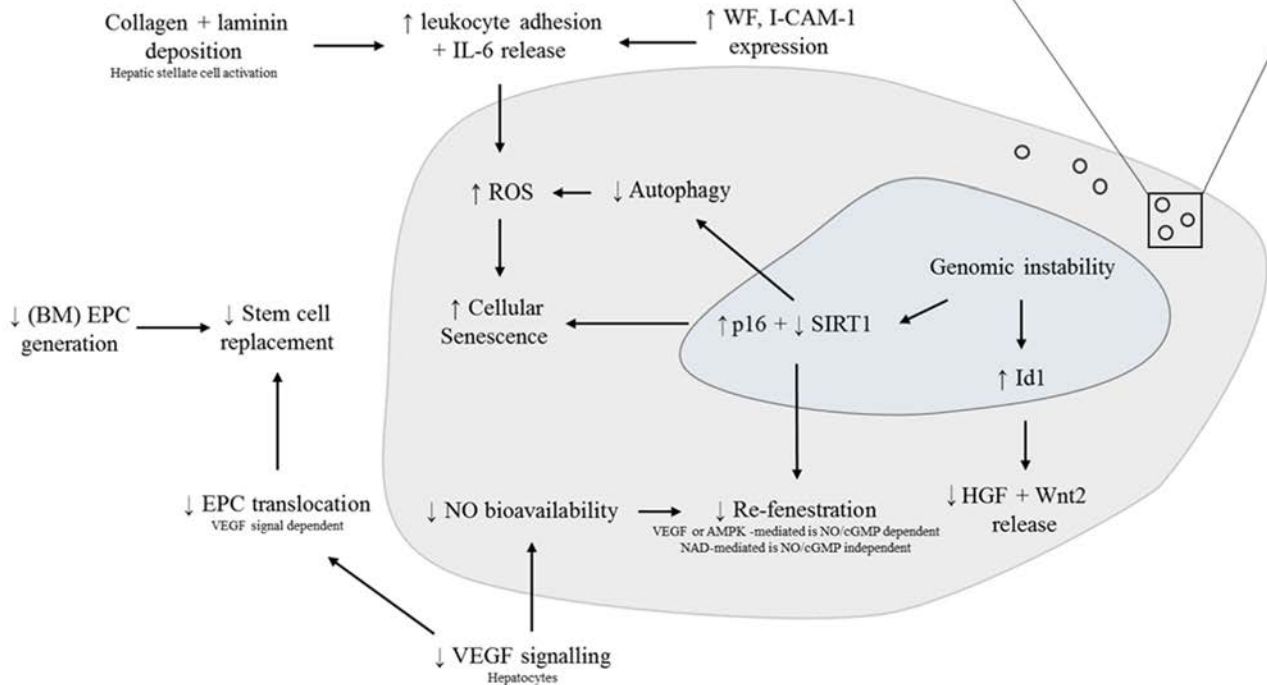 Collagen + laminin
deposition
Hepatic stellate cell activation
↑ leukocyte adhesion
+ IL-6 release
↑ WF, I-CAM-1
expression
↑ ROS
↓ Autophagy
Genomic instability
↓ (BM) EPC
generation
↓ Stem cell
replacement
↑ Cellular
Senescence
↑ p16 + ↓ SIRT1
↑ Id1
↓ EPC translocation
VEGF signal dependent
↓ NO bioavailability
↓ Re-fenestration
VEGF or AMPK -mediated is NO/cGMP dependent
NAD-mediated is NO/cGMP independent
↓ HGF + Wnt2
release
↓ VEGF signalling
Hepatocytes